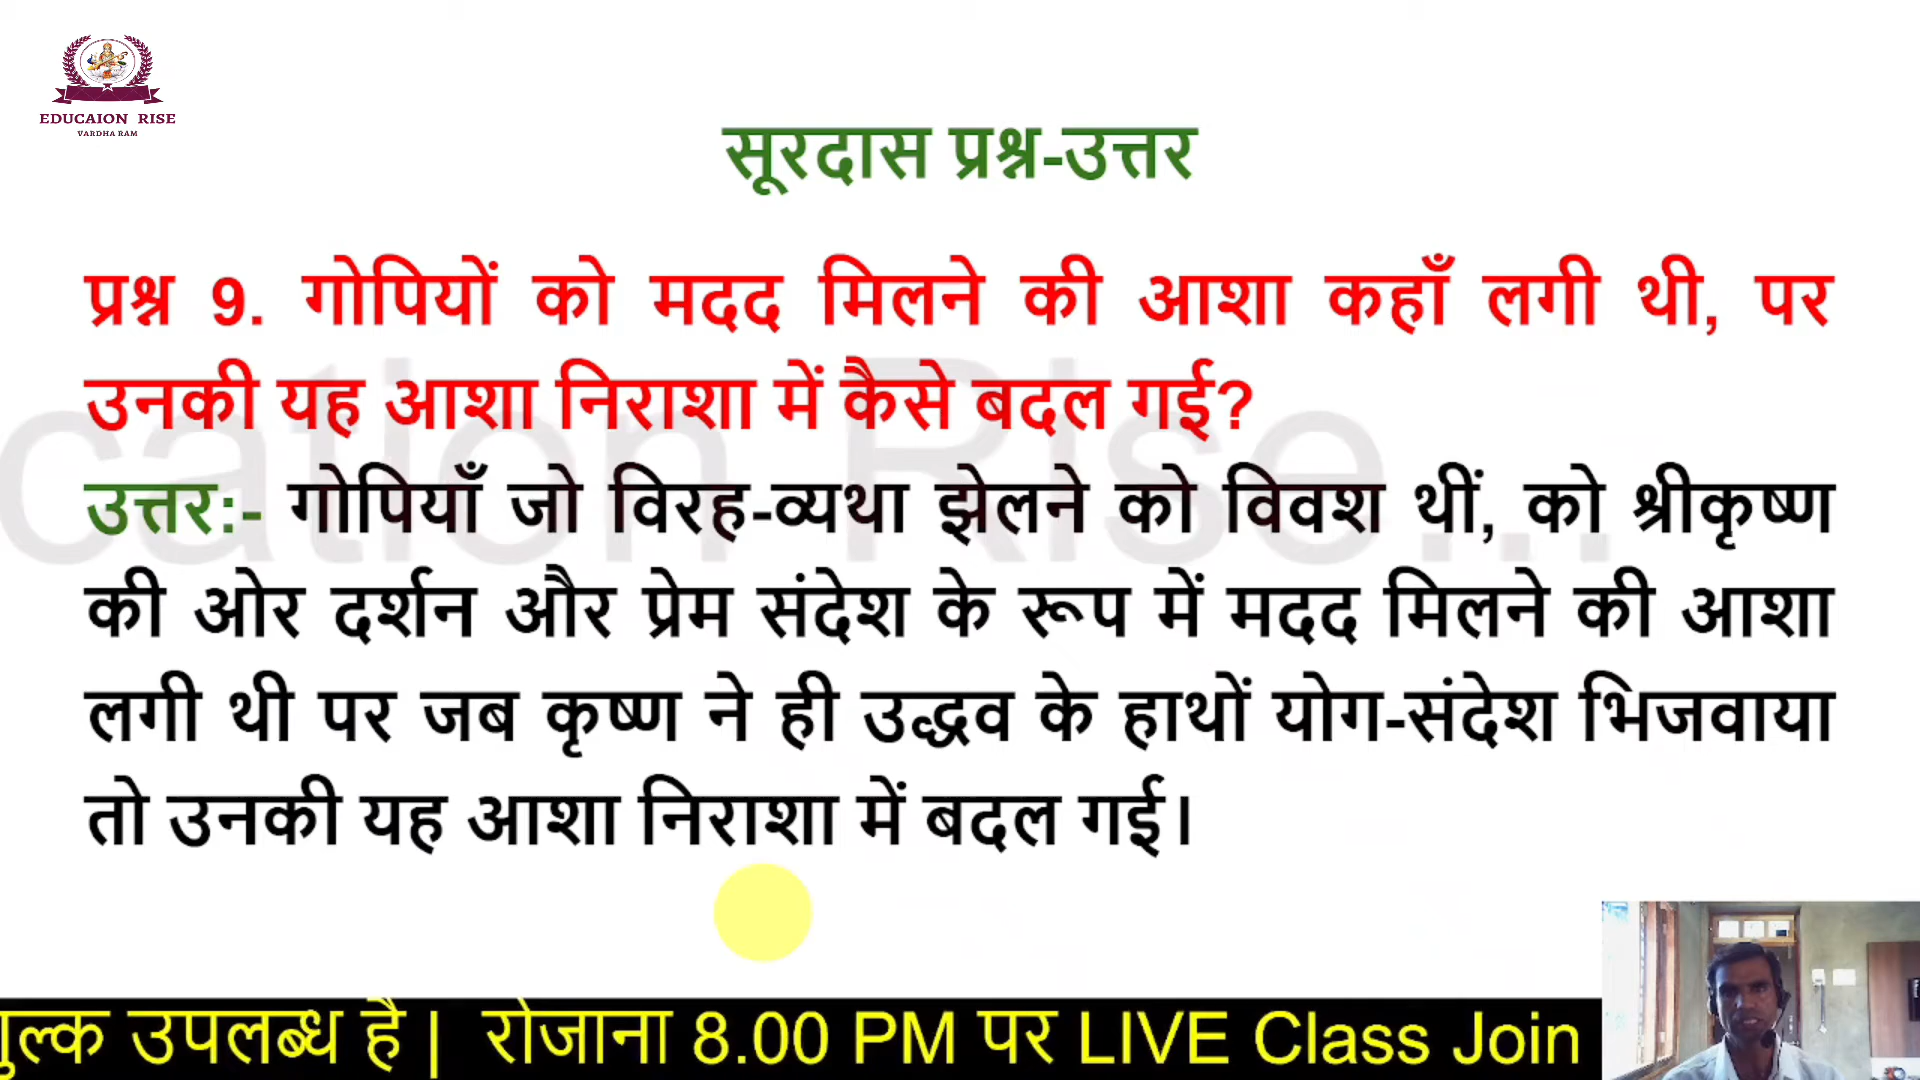 EDUCAION RISE
VARDHA RAM
सूरदास प्रश्न-उत्तर
प्रश्न 9. गोपियों को मदद मिलने की आशा कहाँ लगी थी, पर
उनकी यह आशा निराशा में कैसे बदल गई?
उत्तर:- गोपियाँ जो विरह-व्यथा झेलने को विवश थीं, को श्रीकृष्ण
की ओर दर्शन और प्रेम संदेश के रूप में मदद मिलने की आशा
लगी थी पर जब कृष्ण ने ही उद्धव के हाथों योग-संदेश भिजवाया
तो उनकी यह आशा निराशा में बदल गई।
cation Rise...
उपलब्ध है | रोजाना 8.00 PM पर LIVE Class Join